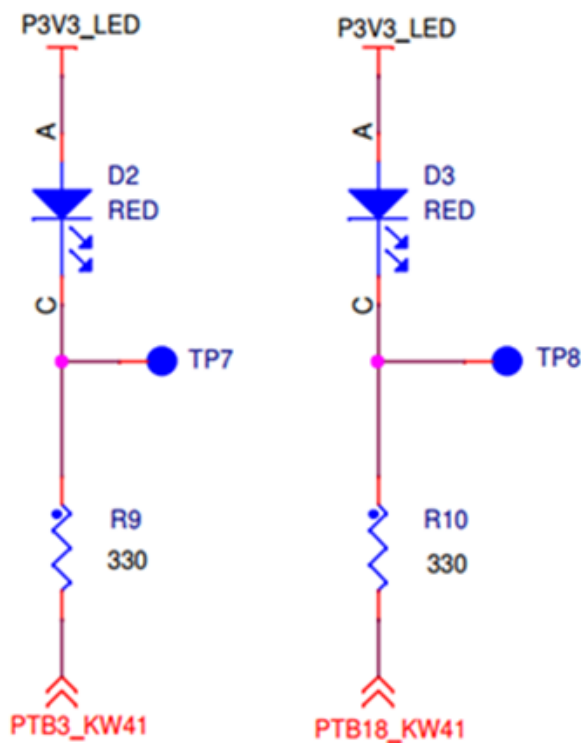 P3V3_LED
A
D2
RED
C
TP7
R9
330
PTB3_KW41
P3V3_LED
A
D3
RED
C
TP8
R10
330
PTB18_KW41